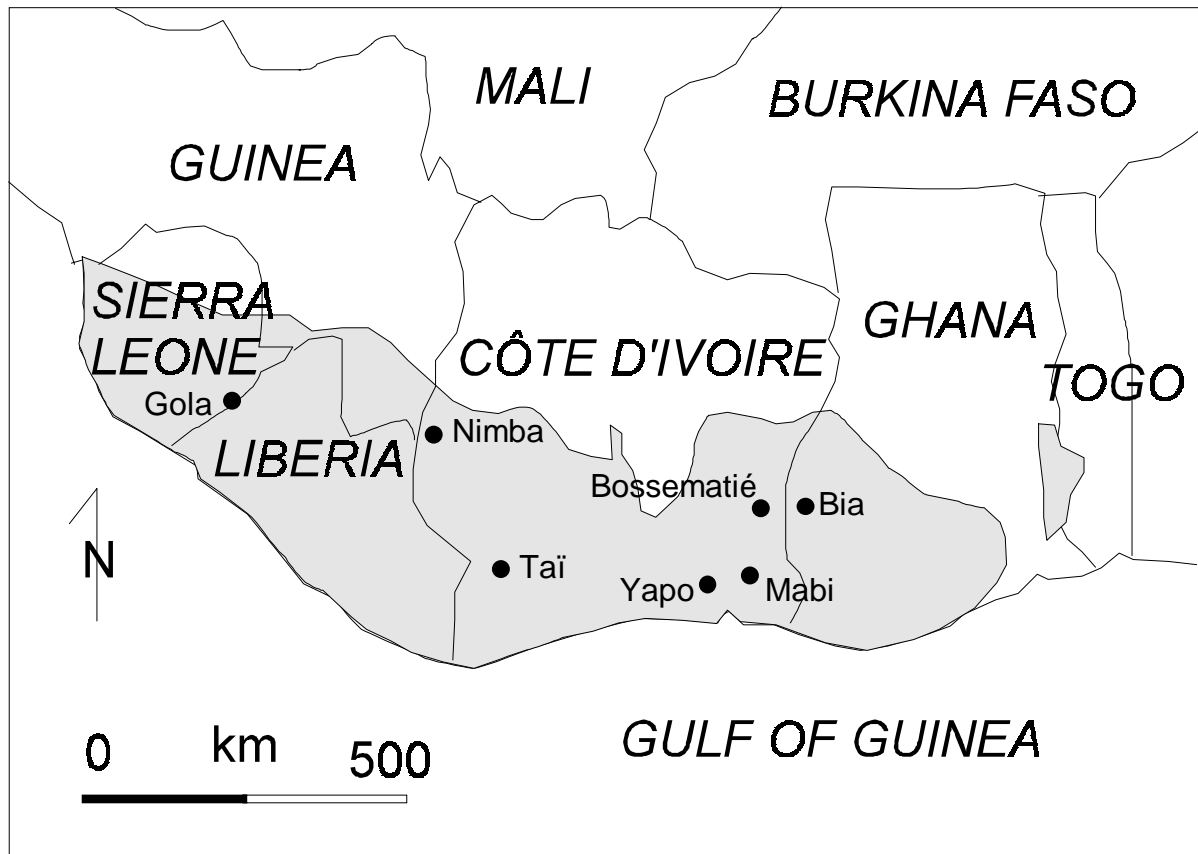 MALI
BURKINA FASO
GUINEA
SIERRA
LEONE
GHANA
CÔTE D'IVOIRE
TOGO
Gola
Nimba
LIBERIA
Bossematié
Bia
N
Taï
Yapo
Mabi
GULF OF GUINEA
0 km 500